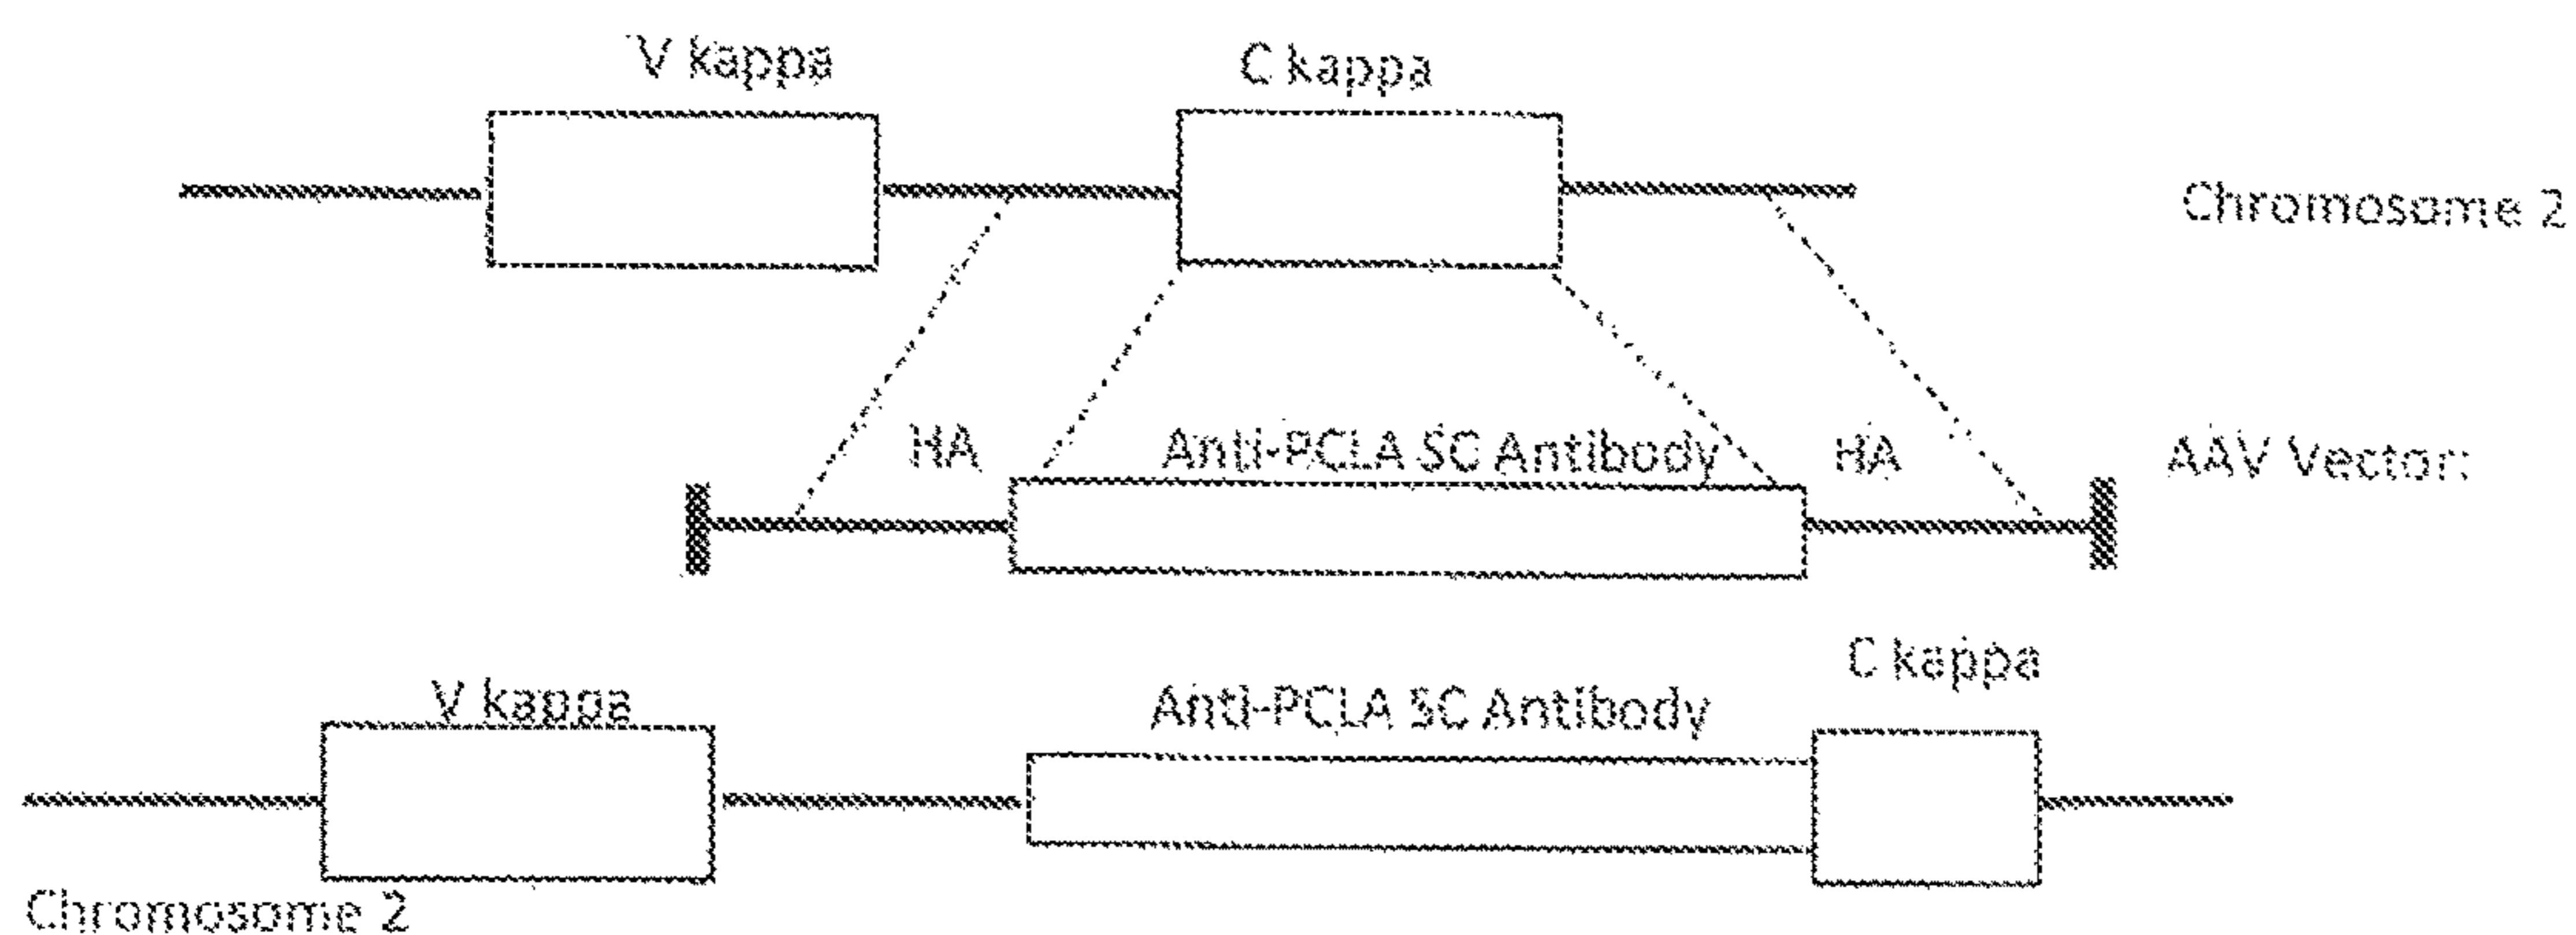 V kappa
C kappa
Chromosome 2
HA
Anti-PCLA SC Antibody
HA
AAV Vector:
C kappa
V kappa
Anti-PCLA SC Antibody
Chromosome 2